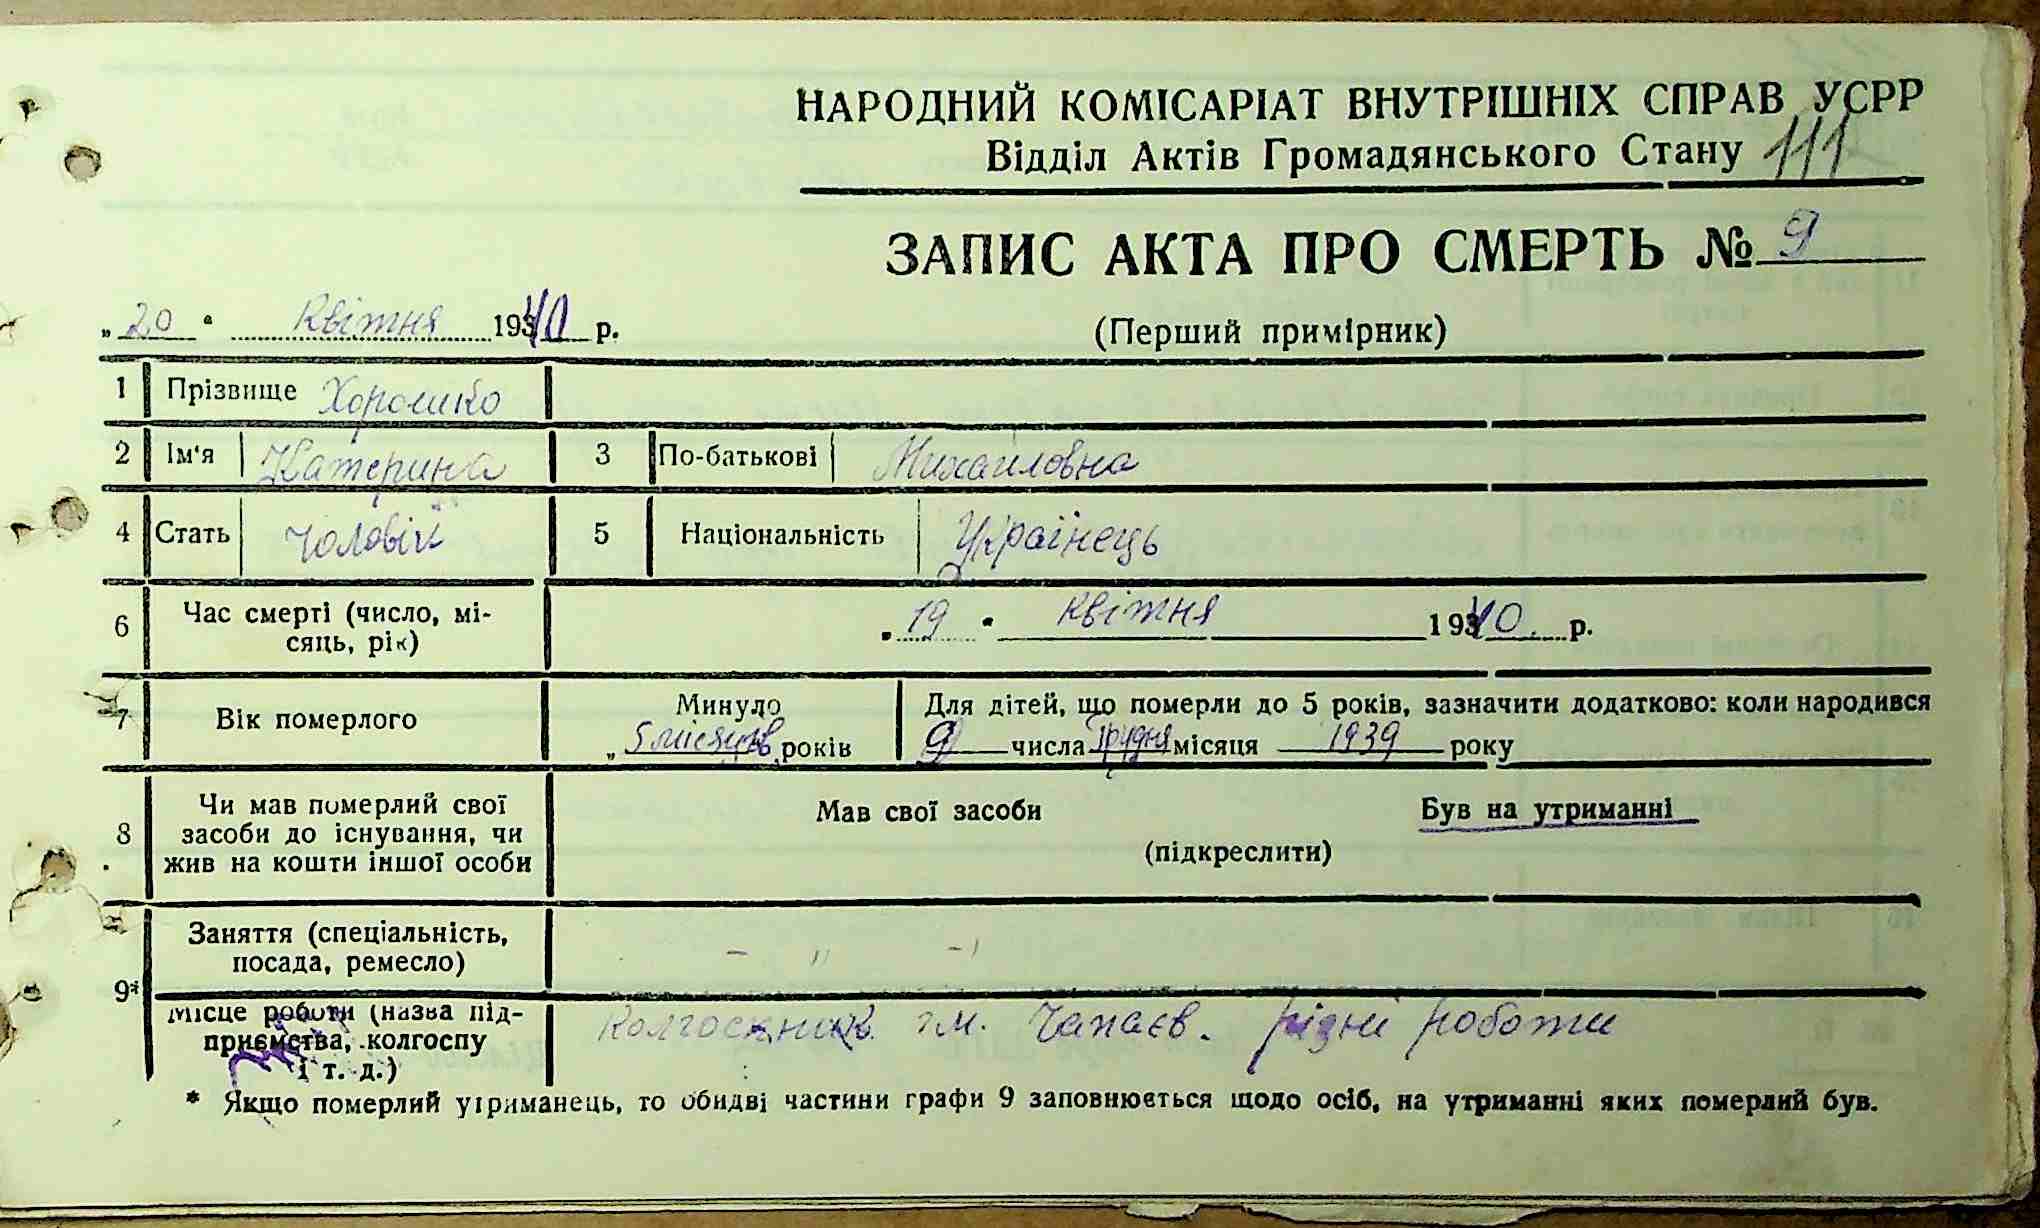 НАРОДНИЙ КОМІСАРІАТ ВНУТРІШНІХ СПРАВ УСРР
Відділ Актів Громадянського Стану 111
ЗАПИС АКТА ПРО СМЕРТЬ № 9
„20" Квітня 1940 р.
(Перший примірник)
1 Прізвище Хорошко
2 Ім'я Катерина 3 По-батькові Михайловна
4 Стать Чоловік 5 Національність Українець
6 Час смерті (число, мі-
сяць, рік) „19" Квітня 1940 р.
7 Вік померлого Минуло
„5 місяців років
Для дітей, що померли до 5 років, зазначити додатково: коли народився
9 числа Грудня місяця 1939 року
8 Чи мав померлий свої
засоби до існування, чи
жив на кошти іншої особи
Мав свої засоби Був на утриманні
(підкреслити)
9* Заняття (спеціальність,
посада, ремесло) - " -
Місце роботи (назва під-
приємства, колгоспу
і т. д.)
Колгоспник ім. Чапаєв. різні роботи
* Якщо померлий утриманець, то обидві частини графи 9 заповнюється щодо осіб, на утриманні яких померлий був.